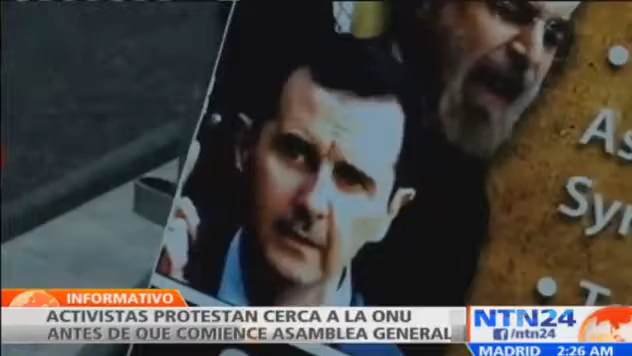 As
Syr
T
INFORMATIVO
ACTIVISTAS PROTESTAN CERCA A LA ONU
ANTES DE QUE COMIENCE ASAMBLEA GENERAL
NTN24
f/ntn24
MADRID 2:26 AM